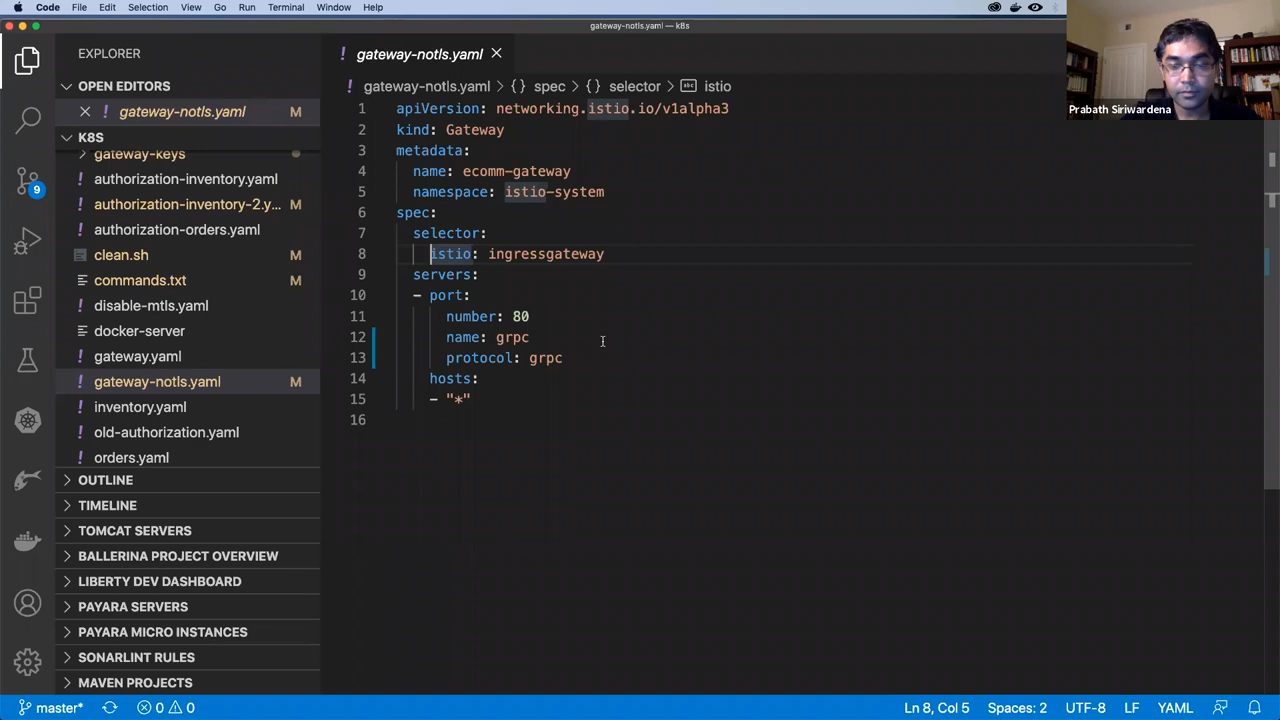 Code File Edit Selection View Go Run Terminal Window Help
gateway-notls.yaml — k8s
EXPLORER
OPEN EDITORS
gateway-notls.yaml M
K8S
gateway-keys
authorization-inventory.yaml
authorization-inventory-2.y... M
authorization-orders.yaml
clean.sh M
commands.txt M
disable-mtls.yaml
docker-server
gateway.yaml
gateway-notls.yaml M
inventory.yaml
old-authorization.yaml
orders.yaml
OUTLINE
TIMELINE
TOMCAT SERVERS
BALLERINA PROJECT OVERVIEW
LIBERTY DEV DASHBOARD
PAYARA SERVERS
PAYARA MICRO INSTANCES
SONARLINT RULES
MAVEN PROJECTS
9
gateway-notls.yaml
gateway-notls.yaml > {} spec > {} selector > abc istio
1 apiVersion: networking.istio.io/v1alpha3
2 kind: Gateway
3 metadata:
4 name: ecomm-gateway
5 namespace: istio-system
6 spec:
7 selector:
8 istio: ingressgateway
9 servers:
10 - port:
11 number: 80
12 name: grpc
13 protocol: grpc
14 hosts:
15 - "*"
16
Prabath Siriwardena
master* 0 0 Ln 8, Col 5 Spaces: 2 UTF-8 LF YAML